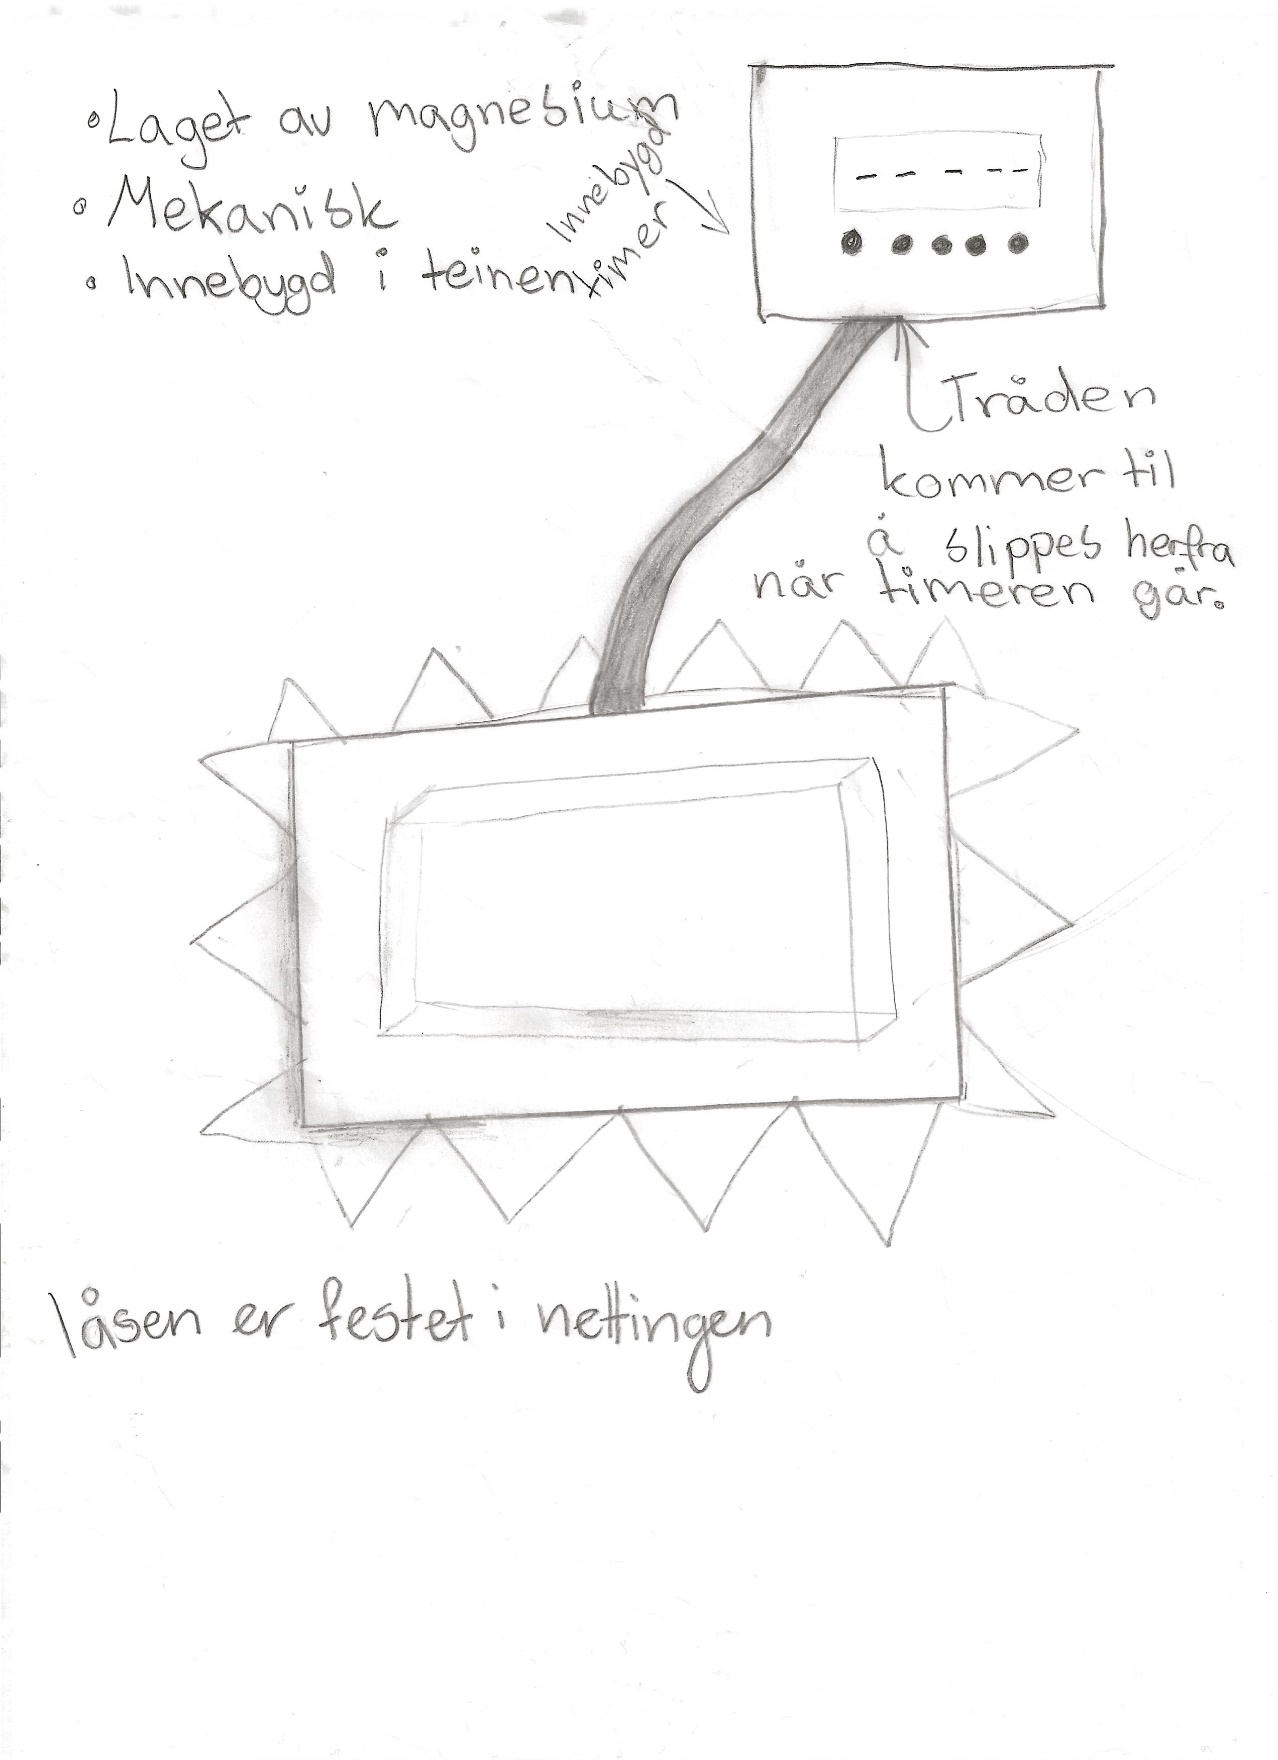 • Laget av magnesium
• Mekanisk
• Innebygd i teinen
Innebygd
timer
Tråden
kommer til
å slippes herfra
når timeren går.
låsen er festet i nettingen